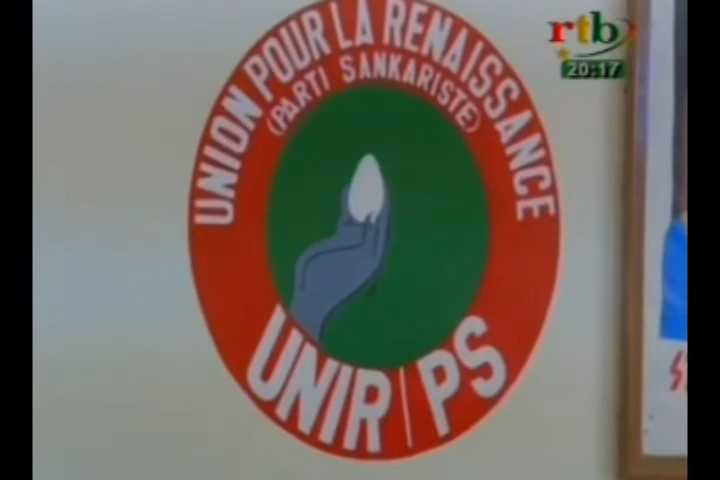 rtb
20:17
UNION POUR LA RENAISSANCE
(PARTI SANKARISTE)
UNIR/PS